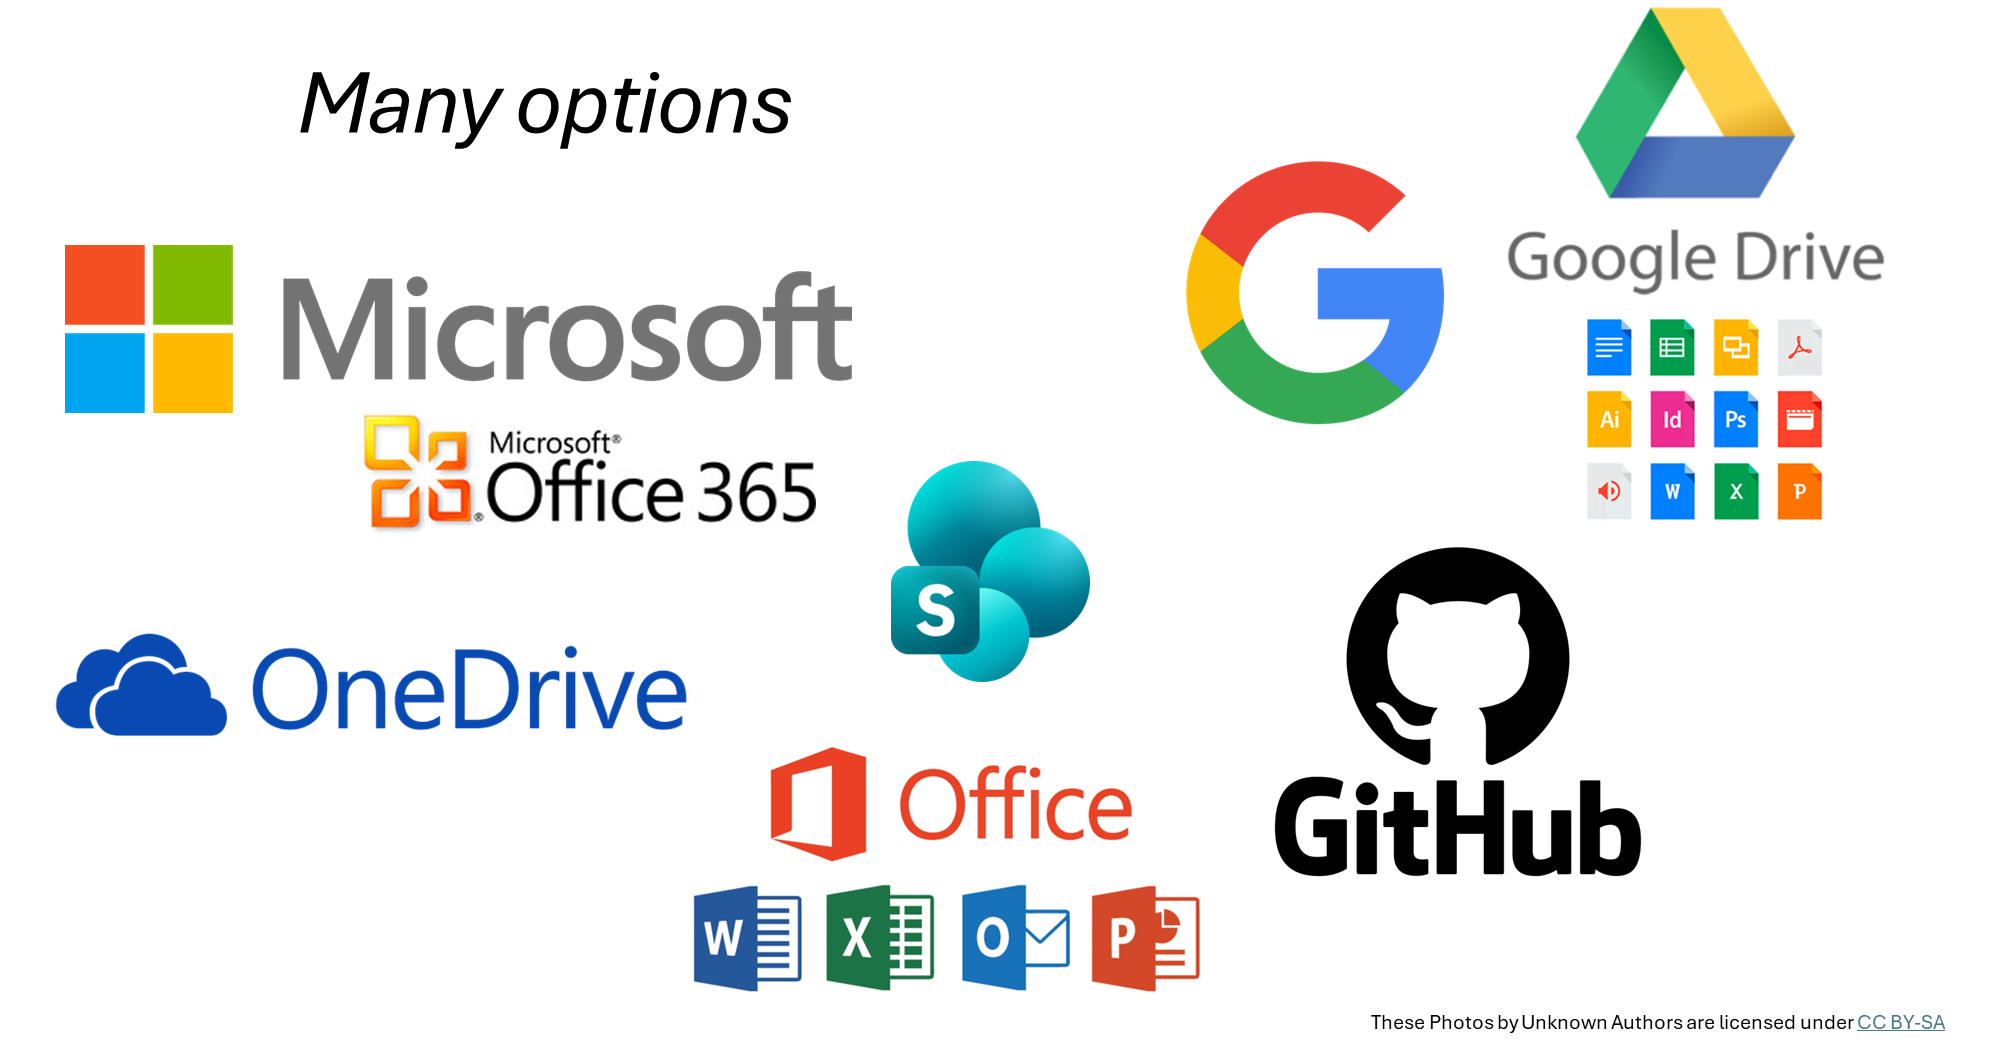 Many options
Microsoft
Microsoft®
Office 365
OneDrive
S
Office
W X O P
G
Google Drive
Ai Id Ps
W X P
GitHub
These Photos by Unknown Authors are licensed under CC BY-SA